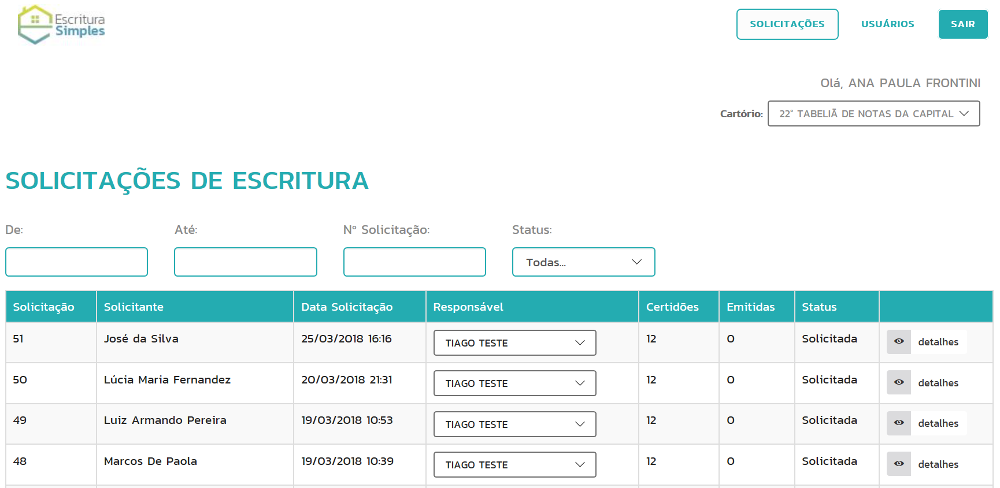 Escritura
Simples
SOLICITAÇÕES USUÁRIOS SAIR
Olá, ANA PAULA FRONTINI
Cartório: 22º TABELIÃ DE NOTAS DA CAPITAL
SOLICITAÇÕES DE ESCRITURA
De: Até: Nº Solicitação: Status:
Todas...
Solicitação Solicitante Data Solicitação Responsável Certidões Emitidas Status
51 José da Silva 25/03/2018 16:16 TIAGO TESTE 12 0 Solicitada detalhes
50 Lúcia Maria Fernandez 20/03/2018 21:31 TIAGO TESTE 12 0 Solicitada detalhes
49 Luiz Armando Pereira 19/03/2018 10:53 TIAGO TESTE 12 0 Solicitada detalhes
48 Marcos De Paola 19/03/2018 10:39 TIAGO TESTE 12 0 Solicitada detalhes